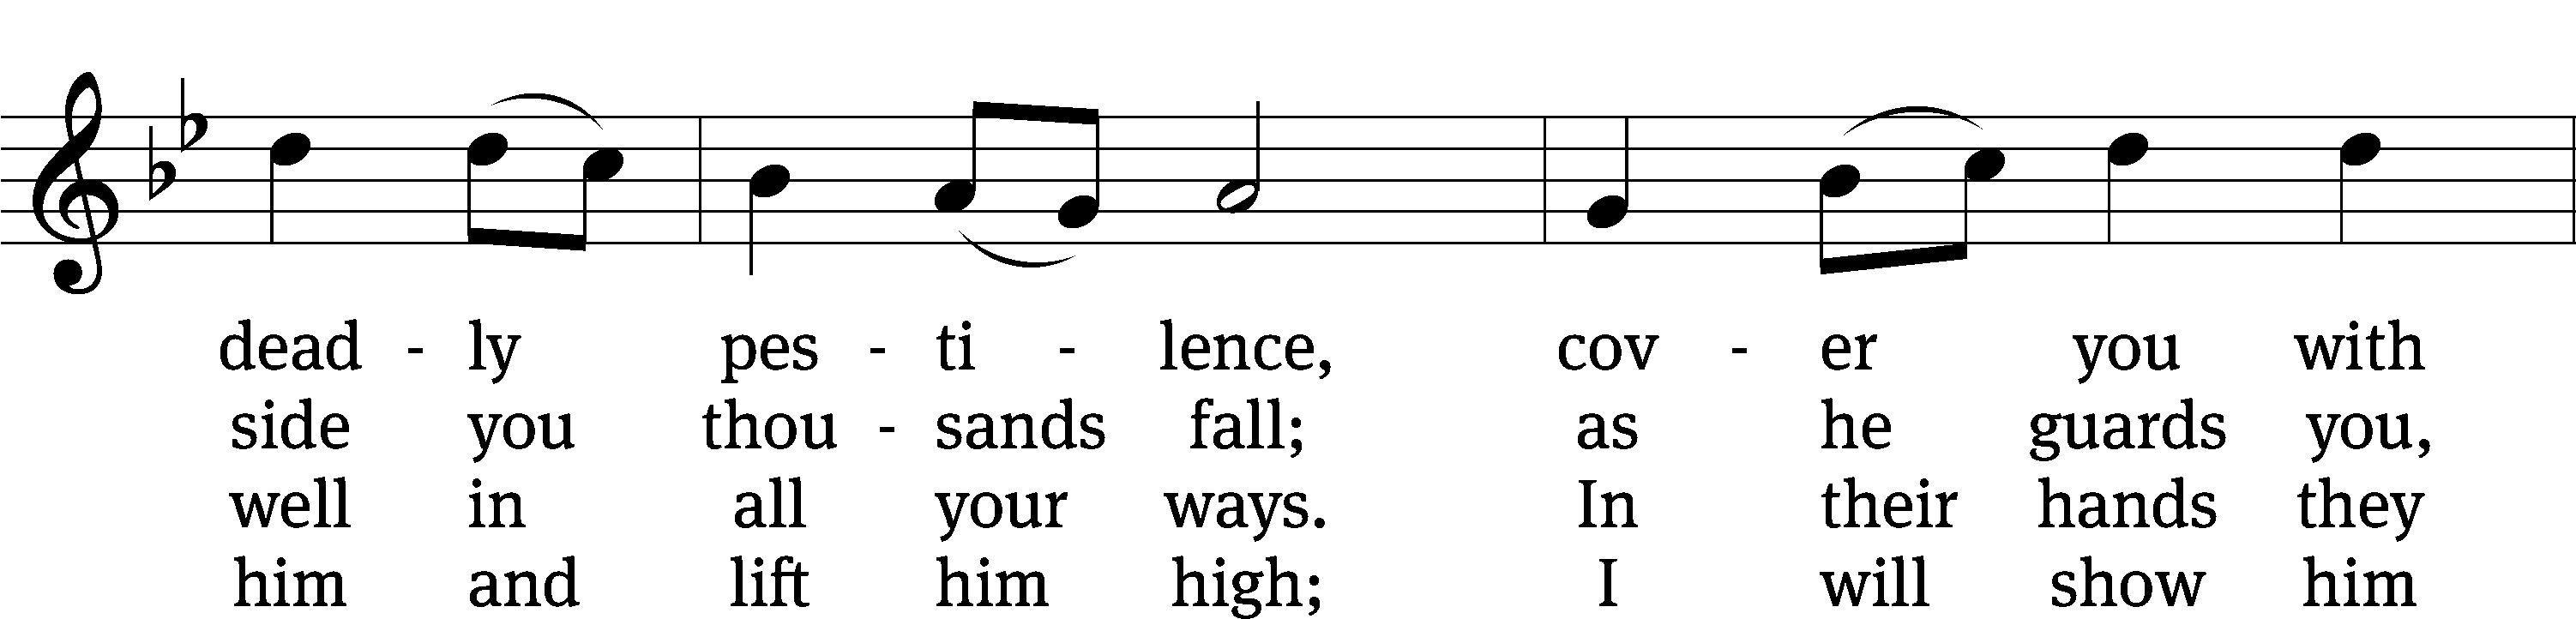 dead - ly pes - ti - lence, cov - er you with
side you thou - sands fall; as he guards you,
well in all your ways. In their hands they
him and lift him high; I will show him